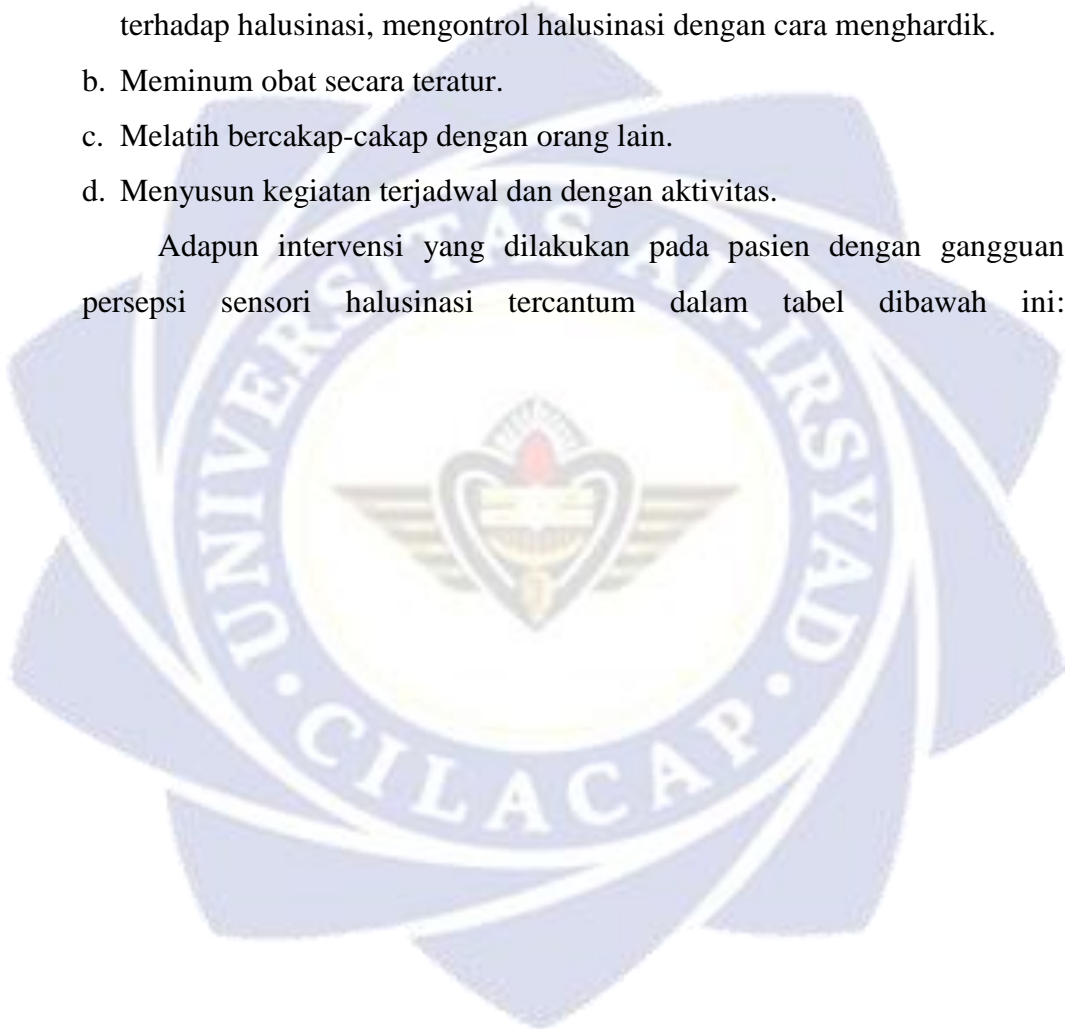 terhadap halusinasi, mengontrol halusinasi dengan cara menghardik.
b. Meminum obat secara teratur.
c. Melatih bercakap-cakap dengan orang lain.
d. Menyusun kegiatan terjadwal dan dengan aktivitas.
Adapun intervensi yang dilakukan pada pasien dengan gangguan
persepsi sensori halusinasi tercantum dalam tabel dibawah ini:
UNIVERSITAS AL-IRSYAD
• CILACAP •